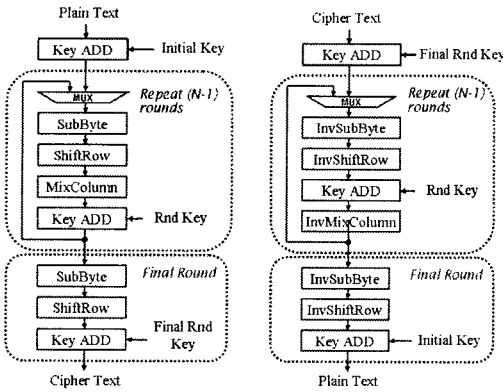 Plain Text
Key ADD
Initial Key
MUX
Repeat (N-1)
rounds
SubByte
ShiftRow
MixColumn
Key ADD
Rnd Key
SubByte
Final Round
ShiftRow
Key ADD
Final Rnd
Key
Cipher Text
Cipher Text
Key ADD
Final Rnd Key
MUX
Repeat (N-1)
rounds
InvSubByte
InvShiftRow
Key ADD
Rnd Key
InvMixColumn
Final Round
InvSubByte
InvShiftRow
Key ADD
Initial Key
Plain Text